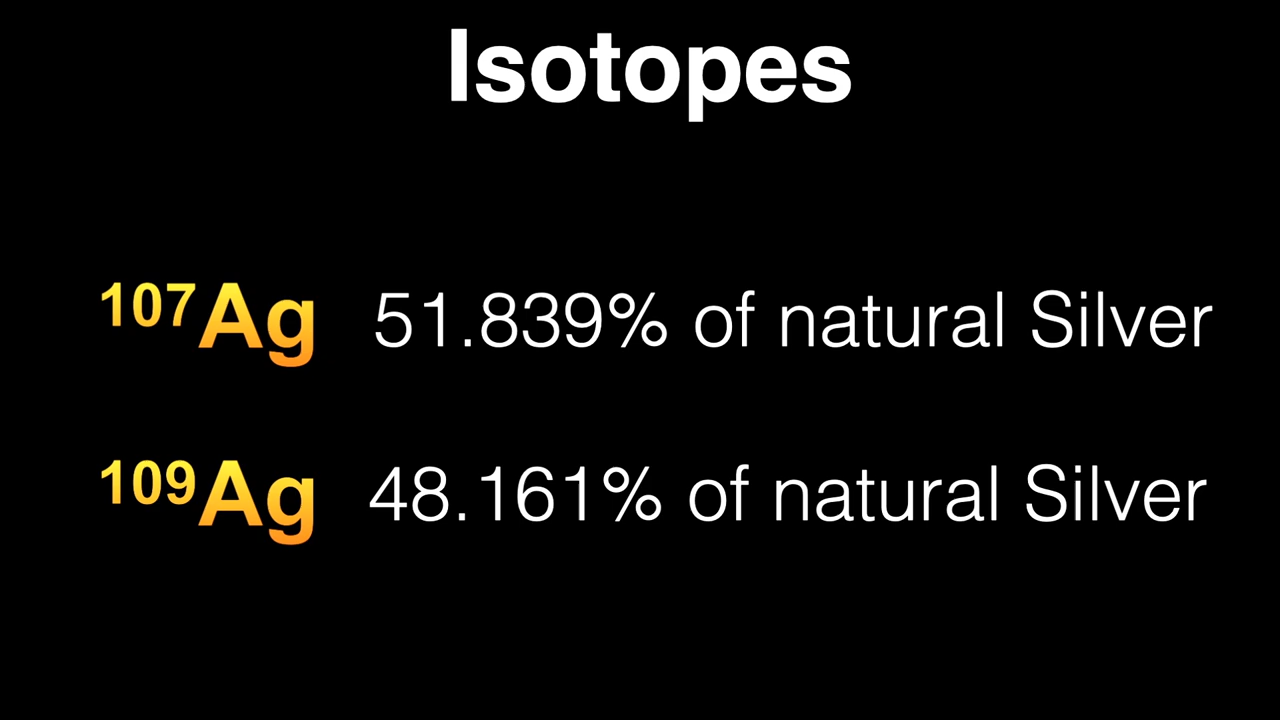 Isotopes
¹⁰⁷Ag 51.839% of natural Silver
¹⁰⁹Ag 48.161% of natural Silver